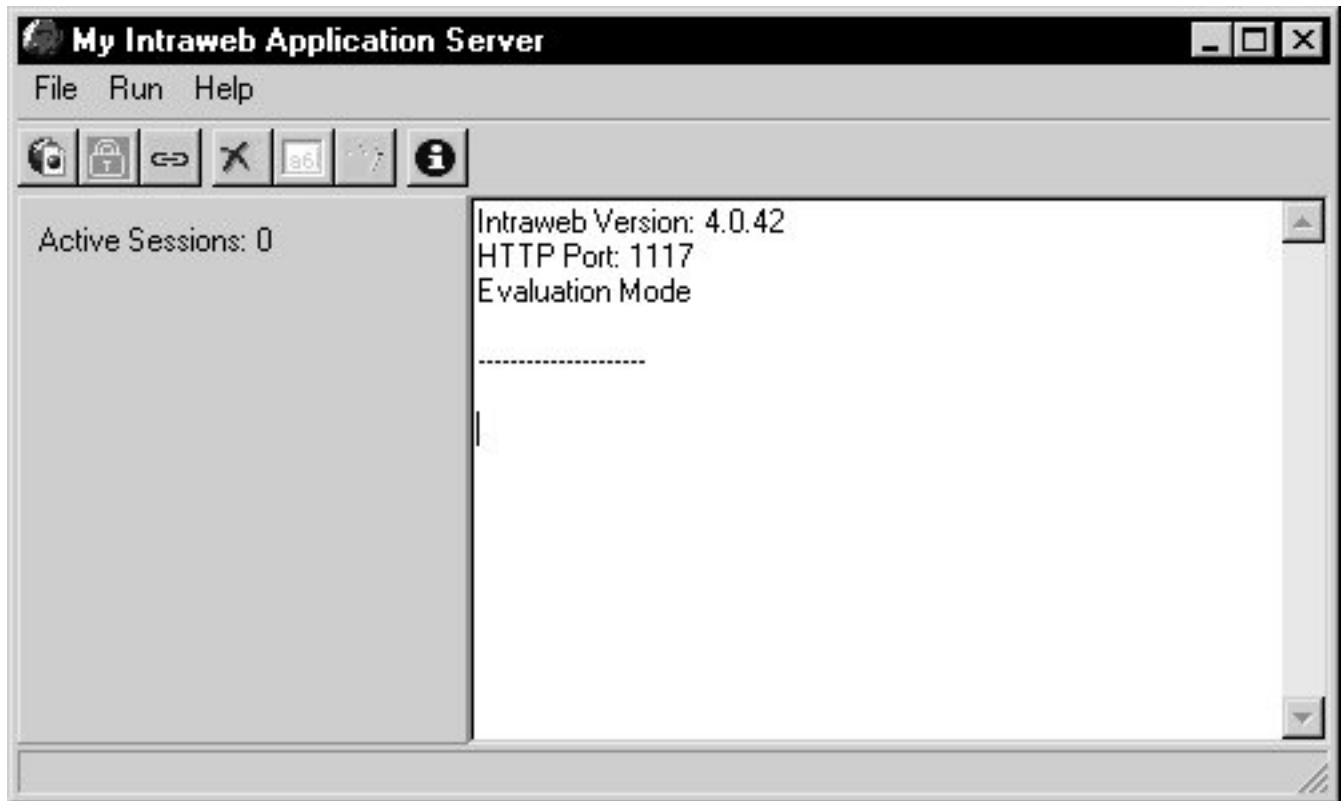 My Intraweb Application Server
File Run Help
Active Sessions: 0
Intraweb Version: 4.0.42
HTTP Port: 1117
Evaluation Mode
---------------------